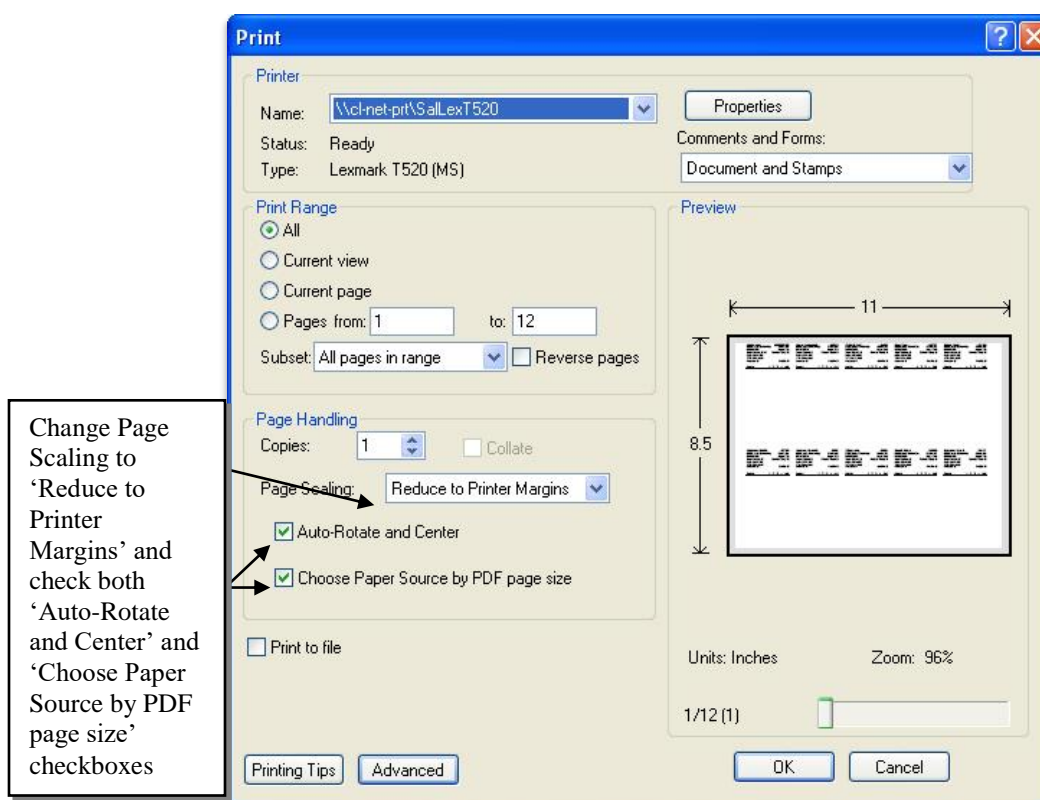 Print
Printer
Name: \\cl-net-prt\SalLexT520
Properties
Status: Ready
Comments and Forms:
Type: Lexmark T520 (MS)
Document and Stamps
Print Range
All
Current view
Current page
Pages from: 1 to: 12
Subset: All pages in range
Reverse pages
Preview
11
8.5
Units: Inches Zoom: 96%
1/12 (1)
Page Handling
Copies: 1
Collate
Page Scaling: Reduce to Printer Margins
Auto-Rotate and Center
Choose Paper Source by PDF page size
Print to file
Printing Tips
Advanced
OK
Cancel
Change Page
Scaling to
‘Reduce to
Printer
Margins’ and
check both
‘Auto-Rotate
and Center’ and
‘Choose Paper
Source by PDF
page size’
checkboxes